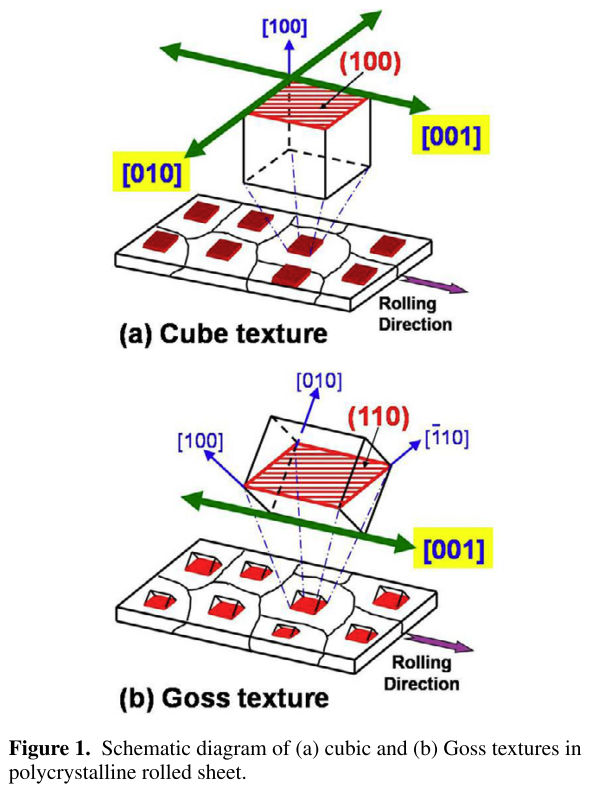 [100]
(100)
[001]
[010]
Rolling
Direction
(a) Cube texture
[010]
(110)
[100]
[1̄10]
[001]
Rolling
Direction
(b) Goss texture
Figure 1. Schematic diagram of (a) cubic and (b) Goss textures in
polycrystalline rolled sheet.